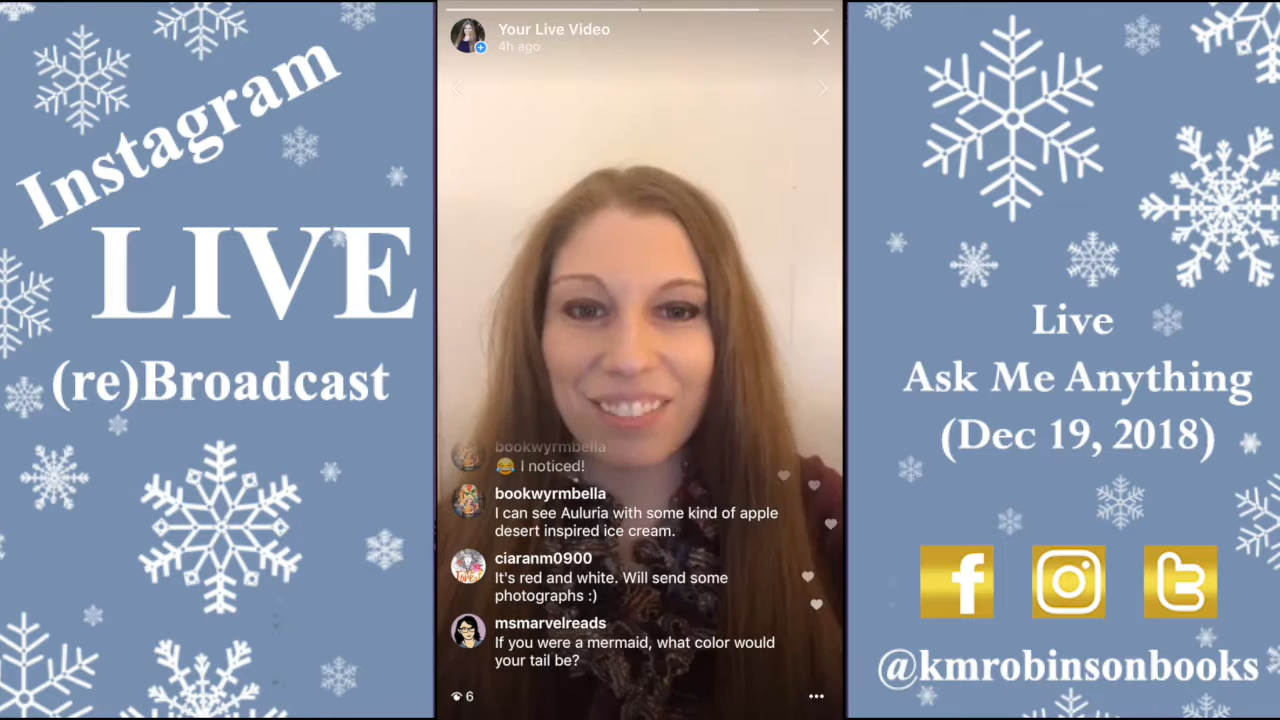 Instagram
LIVE
(re)Broadcast
Your Live Video
4h ago
bookwyrmbella
😂 I noticed!
bookwyrmbella
I can see Auluria with some kind of apple
desert inspired ice cream.
ciaranm0900
It's red and white. Will send some
photographs :)
msmarvelreads
If you were a mermaid, what color would
your tail be?
6
Live
Ask Me Anything
(Dec 19, 2018)
@kmrobinsonbooks